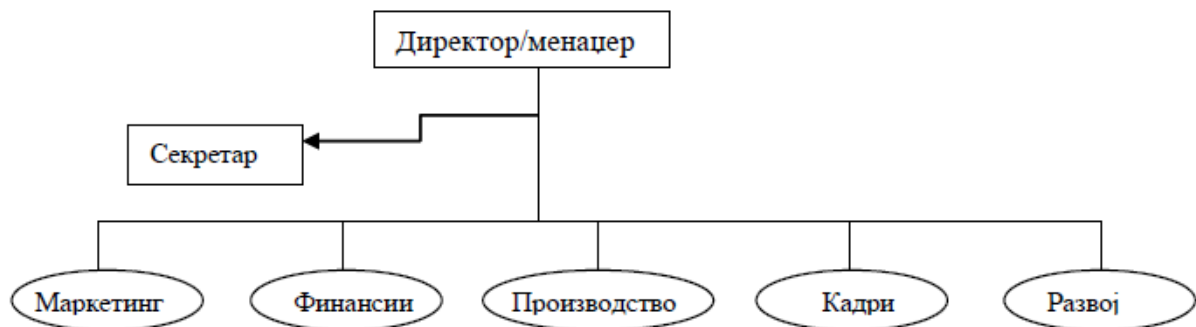 Директор/менаџер
Секретар
Маркетинг
Финансии
Производство
Кадри
Развој